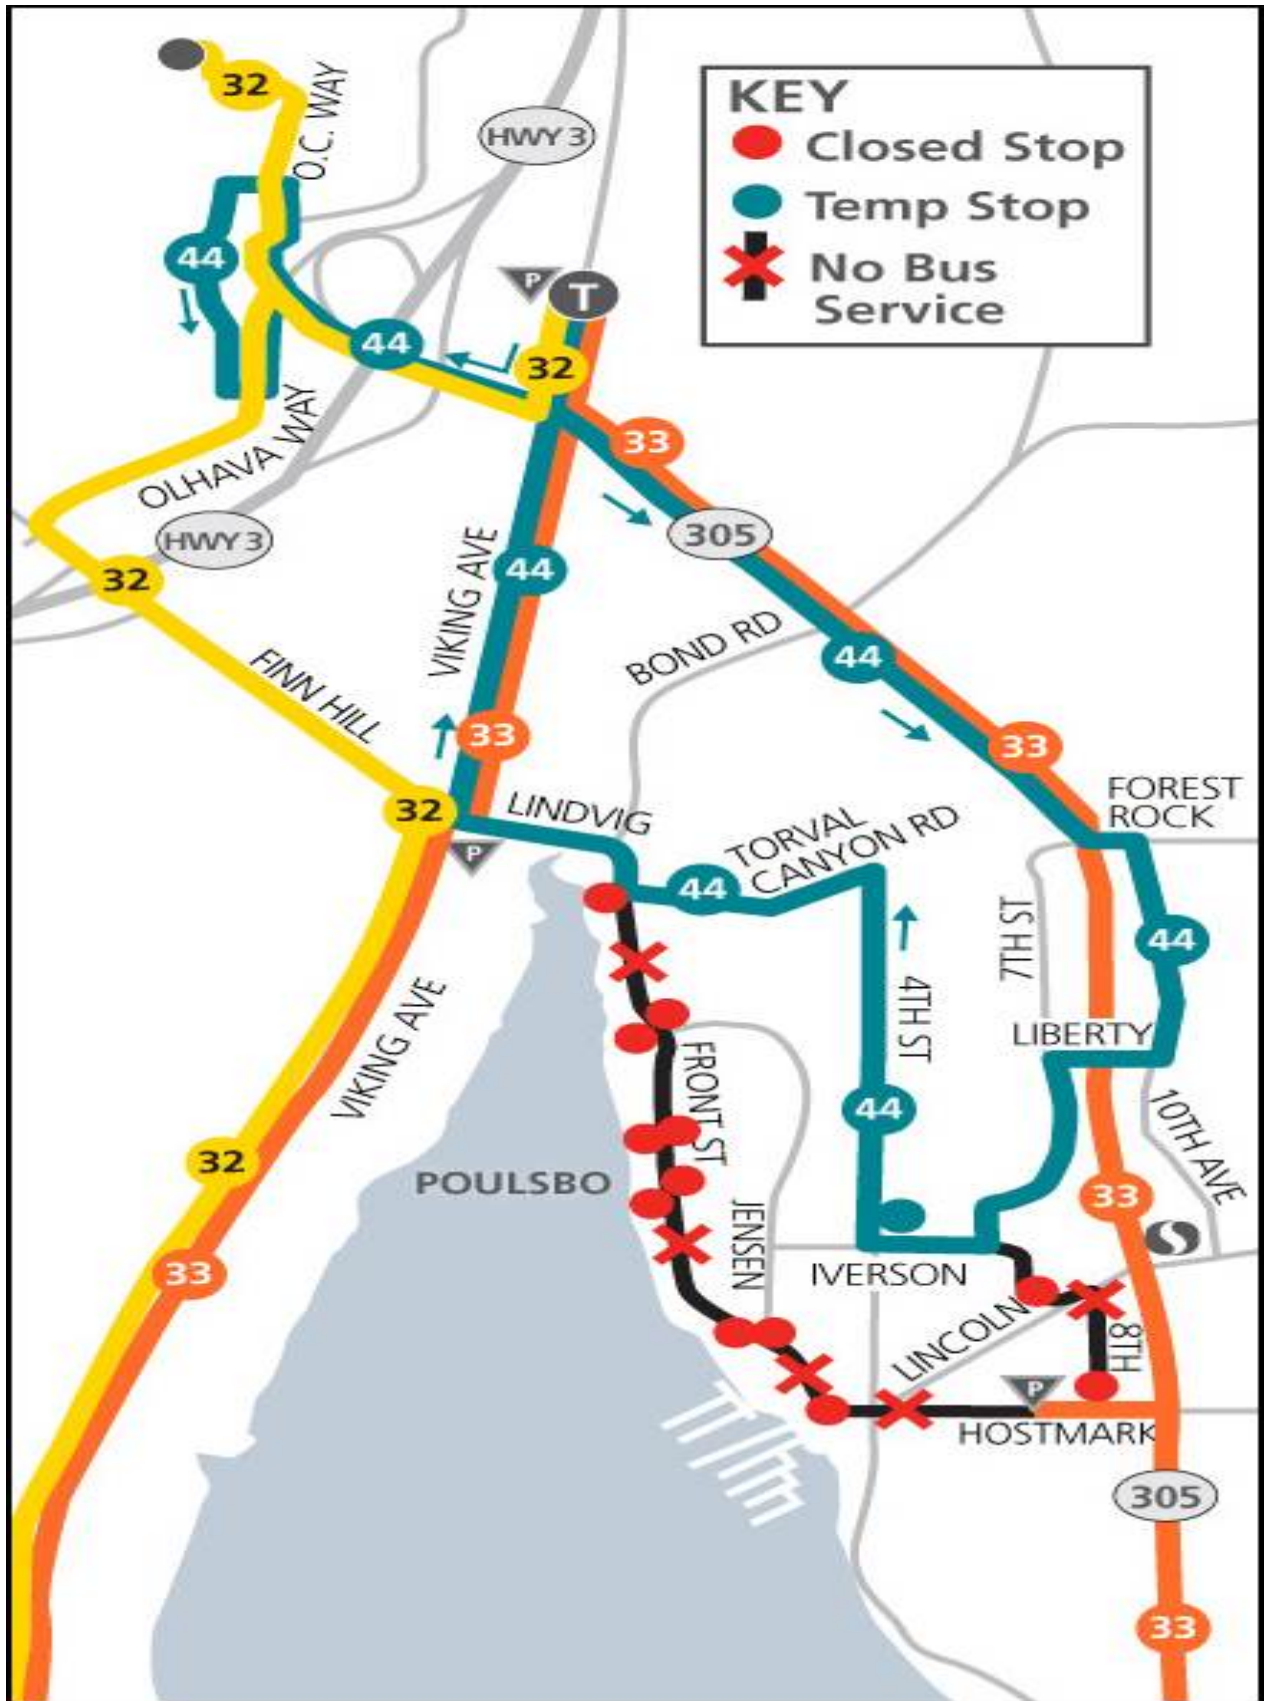 32
O.C. WAY
HWY 3
KEY
Closed Stop
Temp Stop
No Bus
Service
44
P
T
44
32
33
OLHAVA WAY
HWY 3
305
32
VIKING AVE
44
BOND RD
44
FINN HILL
33
33
FOREST
ROCK
32
LINDVIG
TORVAL
CANYON RD
P
44
7TH ST
44
4TH ST
VIKING AVE
LIBERTY
FRONT ST
44
10TH AVE
32
POULSBO
33
JENSEN
33
IVERSON
LINCOLN
8TH
P
HOSTMARK
305
33